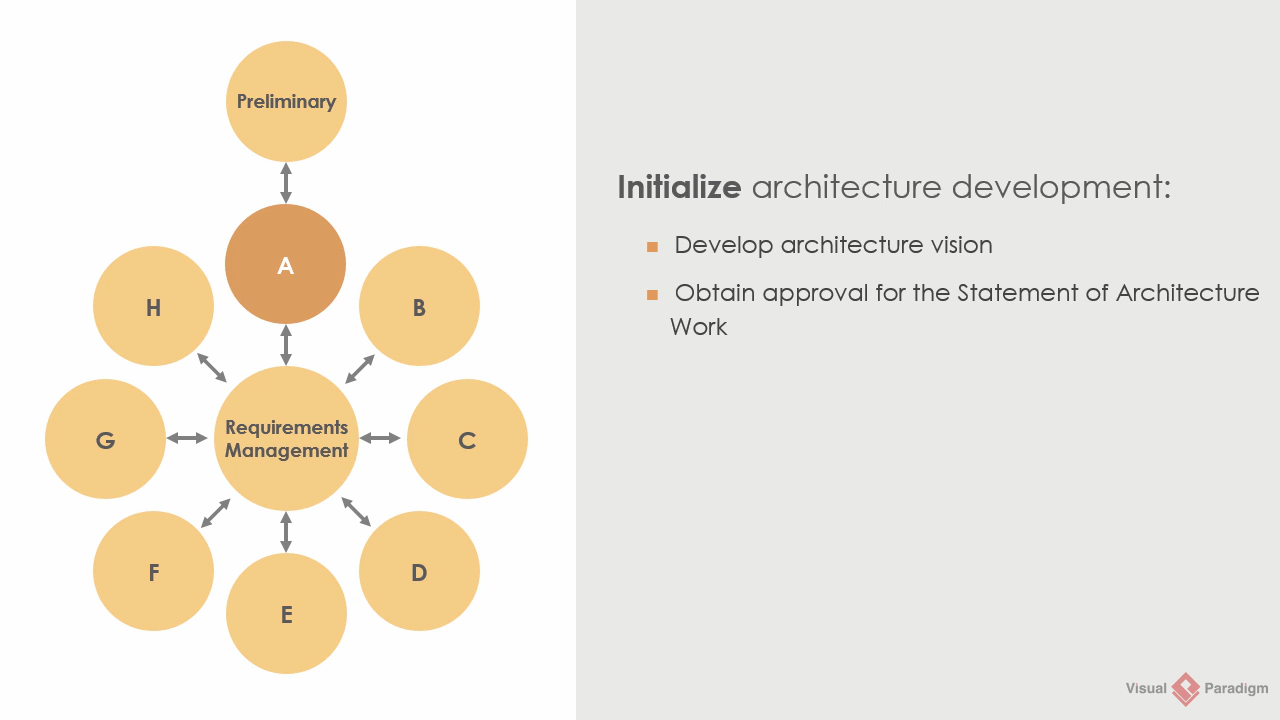 Preliminary
A
H
B
Requirements
Management
G
C
F
D
E
Initialize architecture development:
Develop architecture vision
Obtain approval for the Statement of Architecture
Work
Visual Paradigm